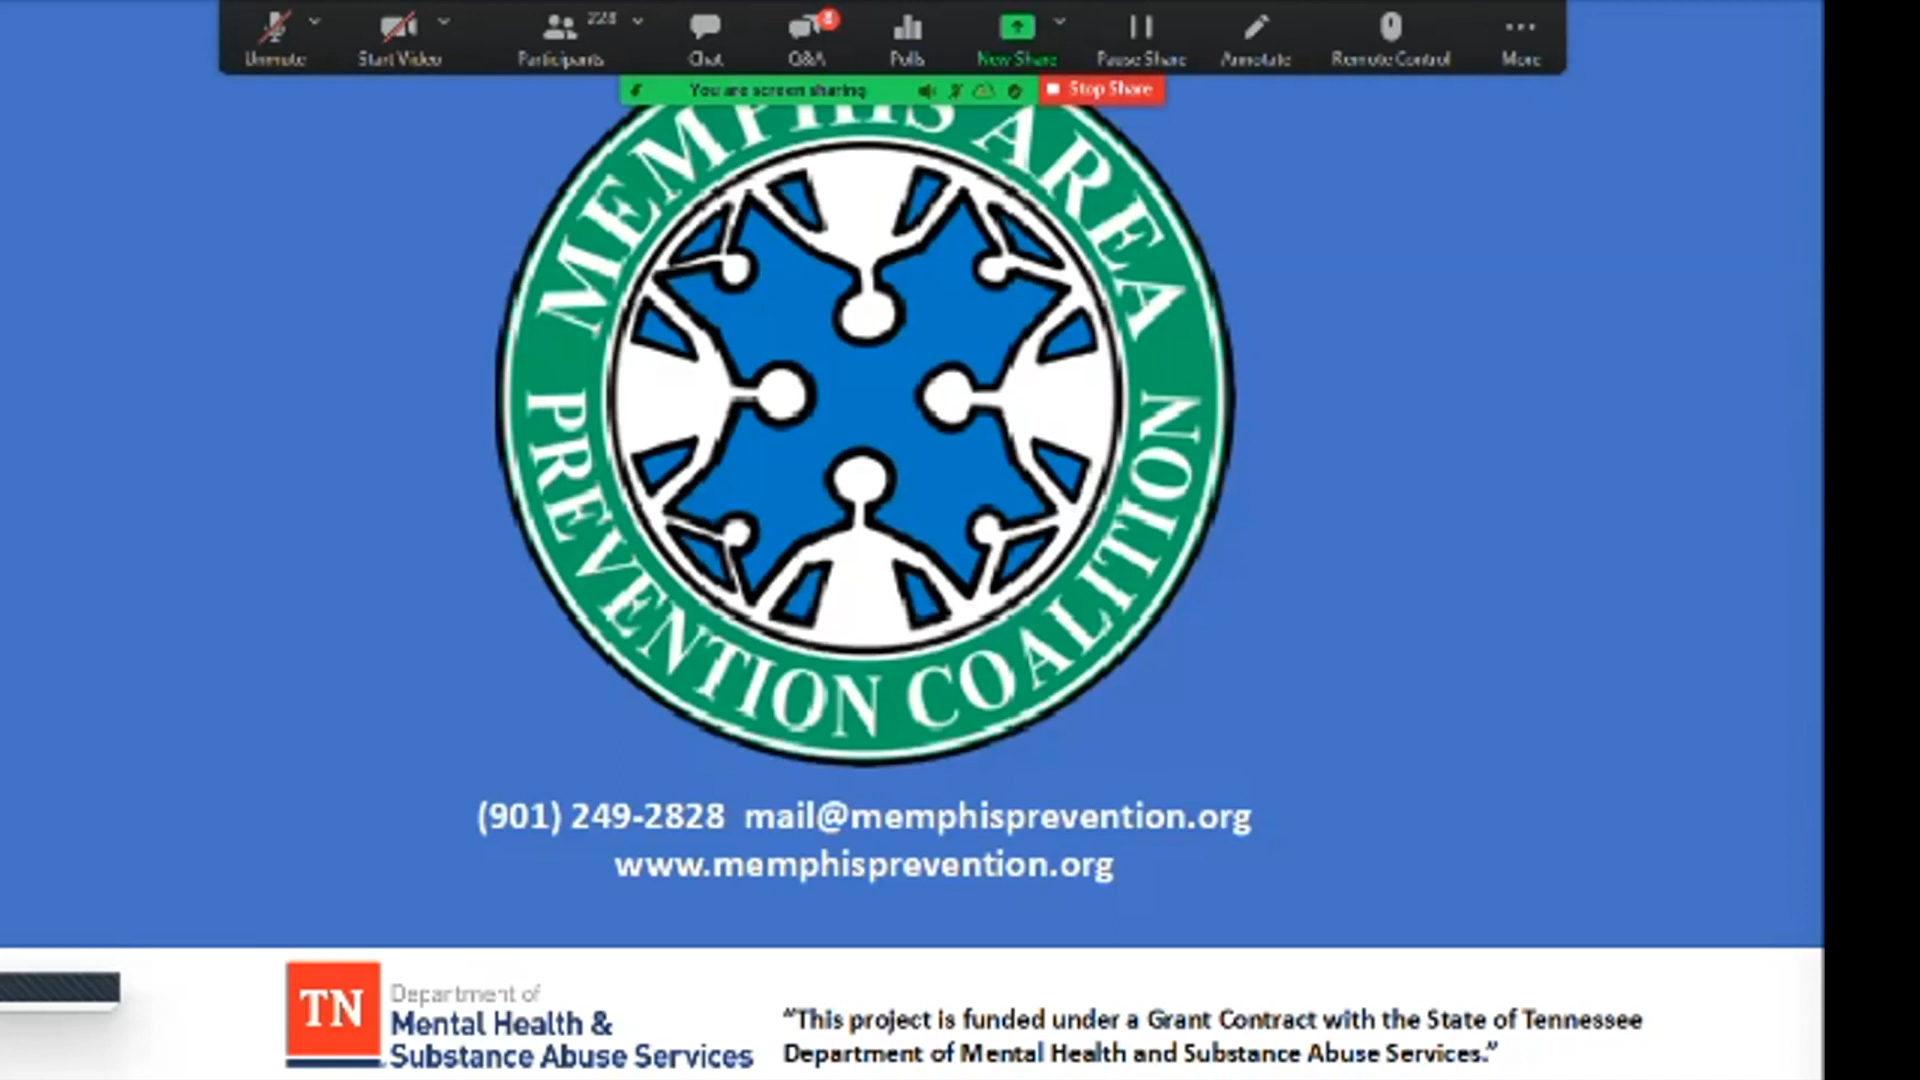 Unmute
Start Video
Participants
228
Chat
Q&A
8
Polls
New Share
Pause Share
Annotate
Remote Control
More
You are screen sharing
Stop Share
MEMPHIS AREA
PREVENTION COALITION
(901) 249-2828 mail@memphisprevention.org
www.memphisprevention.org
TN
Department of
Mental Health &
Substance Abuse Services
“This project is funded under a Grant Contract with the State of Tennessee
Department of Mental Health and Substance Abuse Services.”